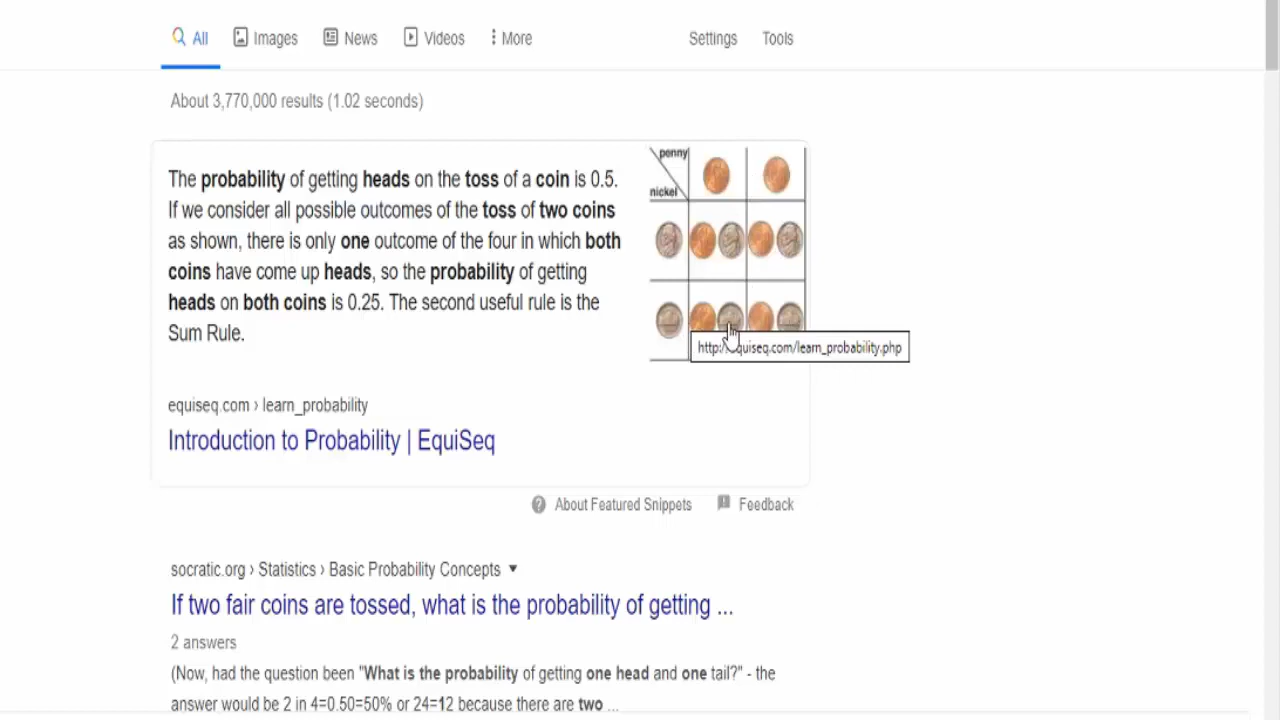 All Images News Videos More Settings Tools
About 3,770,000 results (1.02 seconds)
The probability of getting heads on the toss of a coin is 0.5.
If we consider all possible outcomes of the toss of two coins
as shown, there is only one outcome of the four in which both
coins have come up heads, so the probability of getting
heads on both coins is 0.25. The second useful rule is the
Sum Rule.
penny
nickel
http://equiseq.com/learn_probability.php
equiseq.com › learn_probability
Introduction to Probability | EquiSeq
About Featured Snippets Feedback
socratic.org › Statistics › Basic Probability Concepts
If two fair coins are tossed, what is the probability of getting ...
2 answers
(Now, had the question been "What is the probability of getting one head and one tail?" - the
answer would be 2 in 4=0.50=50% or 24=12 because there are two ...